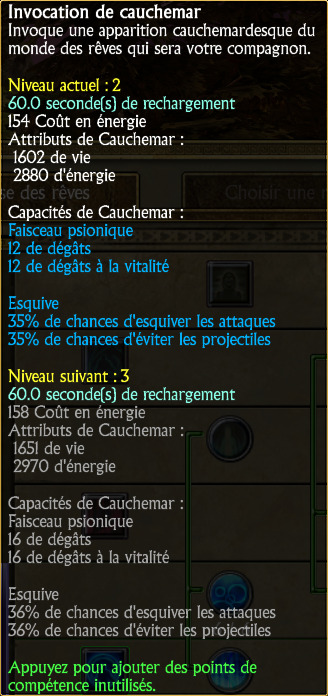 Invocation de cauchemar
Invoque une apparition cauchemardesque du
monde des rêves qui sera votre compagnon.
Niveau actuel : 2
60.0 seconde(s) de rechargement
154 Coût en énergie
Attributs de Cauchemar :
1602 de vie
2880 d'énergie
se des rêves
Choisir une
Capacités de Cauchemar :
Faisceau psionique
12 de dégâts
12 de dégâts à la vitalité
Esquive
35% de chances d'esquiver les attaques
35% de chances d'éviter les projectiles
Niveau suivant : 3
60.0 seconde(s) de rechargement
158 Coût en énergie
Attributs de Cauchemar :
1651 de vie
2970 d'énergie
Capacités de Cauchemar :
Faisceau psionique
16 de dégâts
16 de dégâts à la vitalité
Esquive
36% de chances d'esquiver les attaques
36% de chances d'éviter les projectiles
Appuyez pour ajouter des points de
compétence inutilisés.